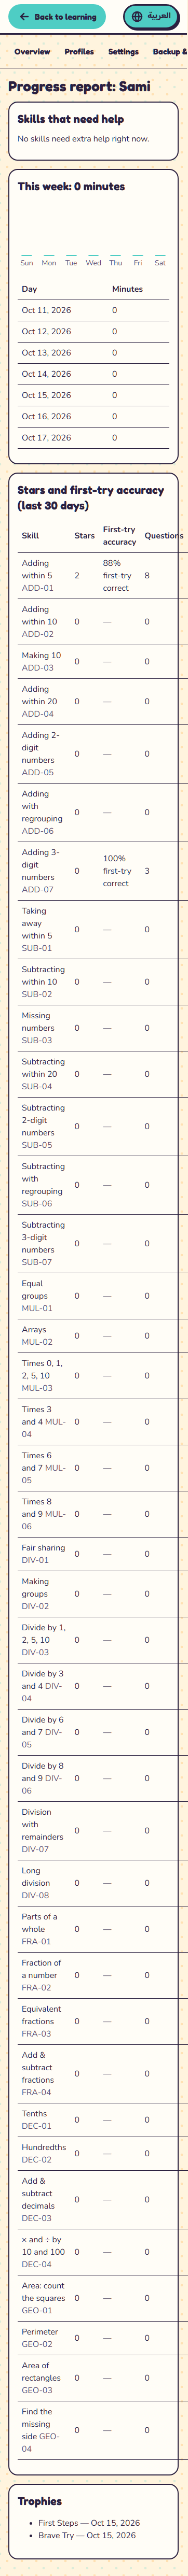 Back to learning
العربية
Overview Profiles Settings Backup &
Progress report: Sami
Skills that need help
No skills need extra help right now.
This week: 0 minutes
Sun Mon Tue Wed Thu Fri Sat
Day Minutes
Oct 11, 2026 0
Oct 12, 2026 0
Oct 13, 2026 0
Oct 14, 2026 0
Oct 15, 2026 0
Oct 16, 2026 0
Oct 17, 2026 0
Stars and first-try accuracy
(last 30 days)
Skill Stars First-try accuracy Questions
Adding within 5 ADD-01 2 88% first-try correct 8
Adding within 10 ADD-02 0 — 0
Making 10 ADD-03 0 — 0
Adding within 20 ADD-04 0 — 0
Adding 2-digit numbers ADD-05 0 — 0
Adding with regrouping ADD-06 0 — 0
Adding 3-digit numbers ADD-07 0 100% first-try correct 3
Taking away within 5 SUB-01 0 — 0
Subtracting within 10 SUB-02 0 — 0
Missing numbers SUB-03 0 — 0
Subtracting within 20 SUB-04 0 — 0
Subtracting 2-digit numbers SUB-05 0 — 0
Subtracting with regrouping SUB-06 0 — 0
Subtracting 3-digit numbers SUB-07 0 — 0
Equal groups MUL-01 0 — 0
Arrays MUL-02 0 — 0
Times 0, 1, 2, 5, 10 MUL-03 0 — 0
Times 3 and 4 MUL-04 0 — 0
Times 6 and 7 MUL-05 0 — 0
Times 8 and 9 MUL-06 0 — 0
Fair sharing DIV-01 0 — 0
Making groups DIV-02 0 — 0
Divide by 1, 2, 5, 10 DIV-03 0 — 0
Divide by 3 and 4 DIV-04 0 — 0
Divide by 6 and 7 DIV-05 0 — 0
Divide by 8 and 9 DIV-06 0 — 0
Division with remainders DIV-07 0 — 0
Long division DIV-08 0 — 0
Parts of a whole FRA-01 0 — 0
Fraction of a number FRA-02 0 — 0
Equivalent fractions FRA-03 0 — 0
Add & subtract fractions FRA-04 0 — 0
Tenths DEC-01 0 — 0
Hundredths DEC-02 0 — 0
Add & subtract decimals DEC-03 0 — 0
× and ÷ by 10 and 100 DEC-04 0 — 0
Area: count the squares GEO-01 0 — 0
Perimeter GEO-02 0 — 0
Area of rectangles GEO-03 0 — 0
Find the missing side GEO-04 0 — 0
Trophies
• First Steps — Oct 15, 2026
• Brave Try — Oct 15, 2026